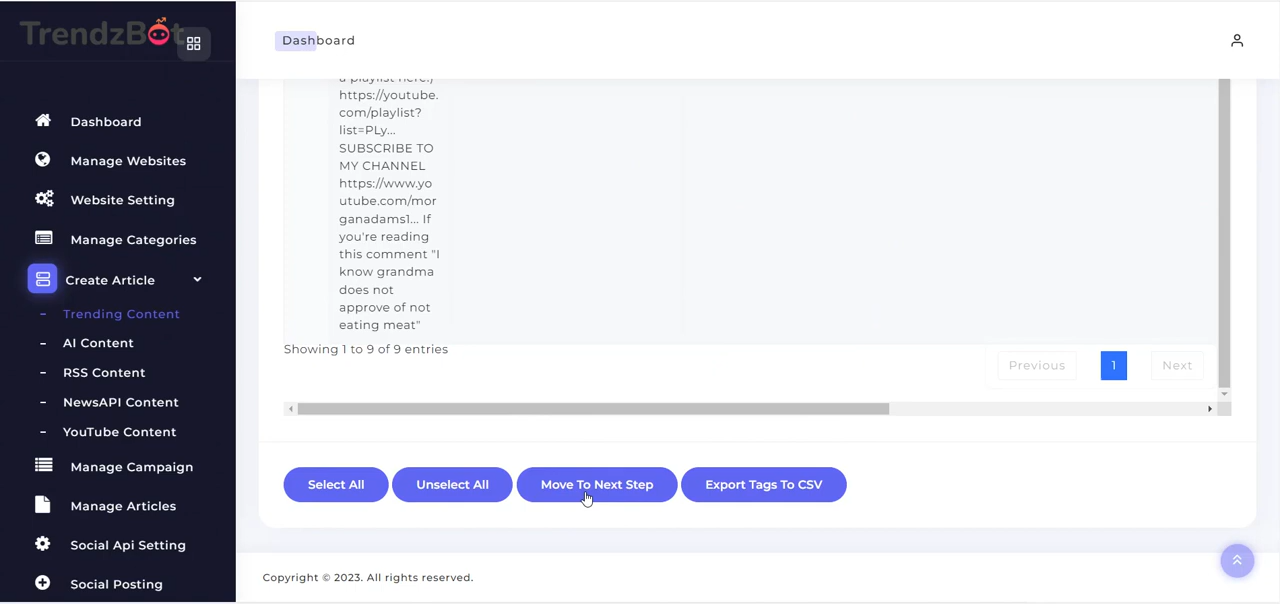 TrendzBot
Dashboard
Dashboard
Manage Websites
Website Setting
Manage Categories
Create Article
- Trending Content
- AI Content
- RSS Content
- NewsAPI Content
- YouTube Content
Manage Campaign
Manage Articles
Social Api Setting
Social Posting
a playlist here:)
https://youtube.
com/playlist?
list=PLy...
SUBSCRIBE TO
MY CHANNEL
https://www.yo
utube.com/mor
ganadams1... If
you're reading
this comment "I
know grandma
does not
approve of not
eating meat"
Showing 1 to 9 of 9 entries
Previous 1 Next
Select All Unselect All Move To Next Step Export Tags To CSV
Copyright © 2023. All rights reserved.